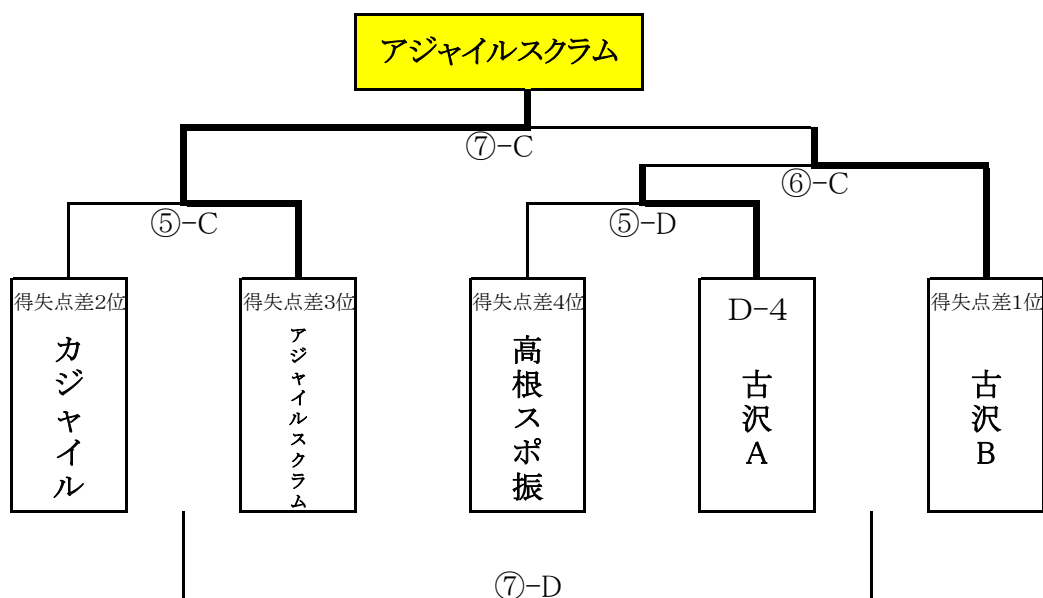 アジャイルスクラム
⑦-C
⑥-C
⑤-C
⑤-D
得失点差2位
カジャイル
得失点差3位
アジャイルスクラム
得失点差4位
高根スポ振
D-4
古沢A
得失点差1位
古沢B
⑦-D